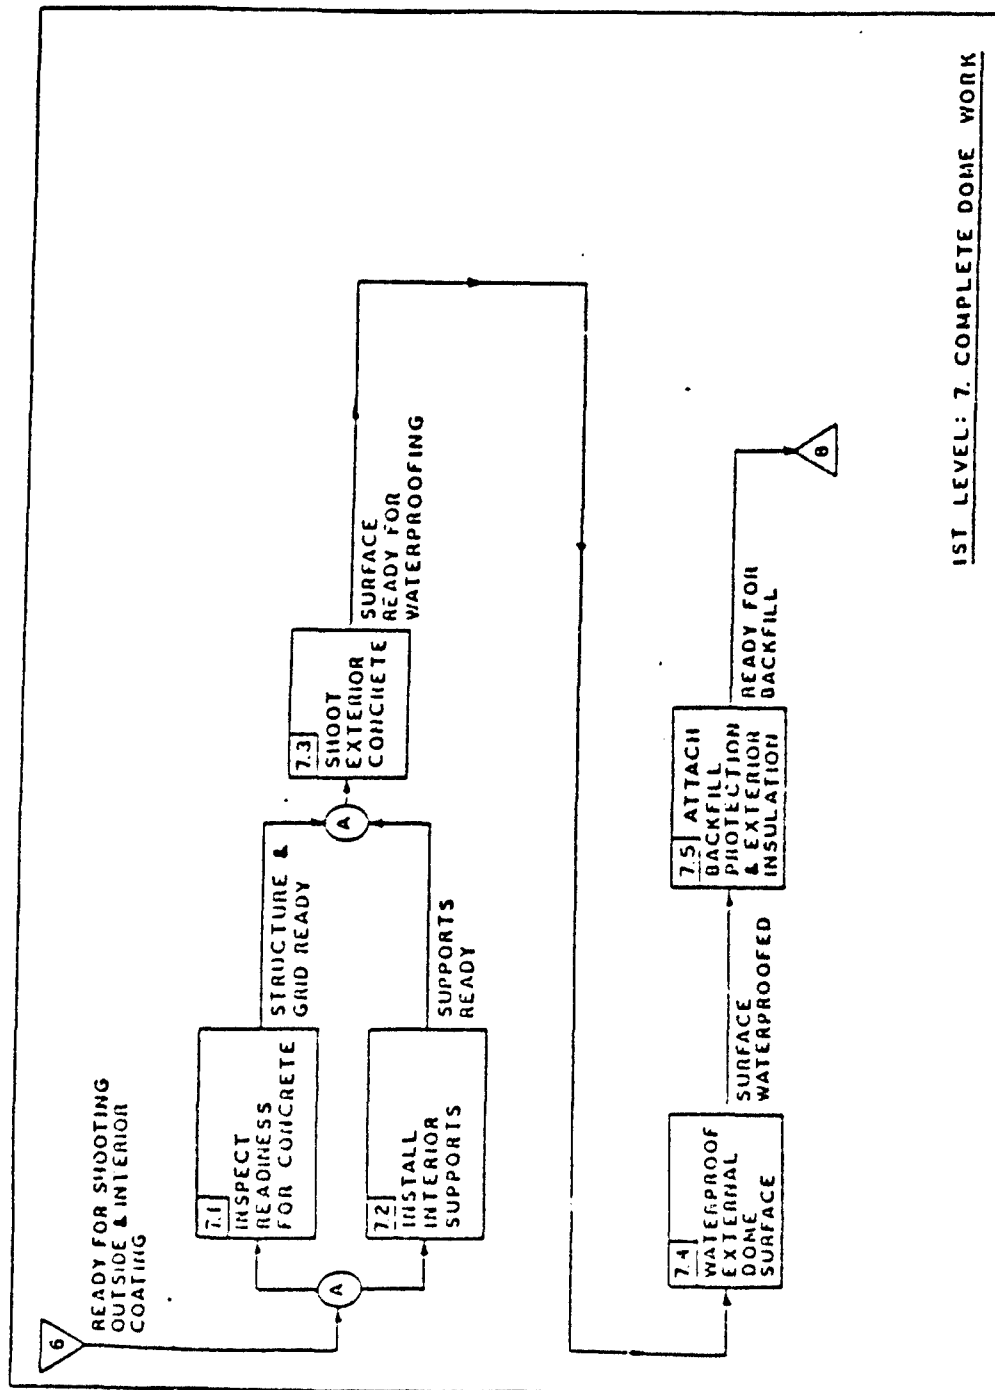 6
READY FOR SHOOTING
OUTSIDE & INTERIOR
COATING
A
7.1
INSPECT
READINESS
FOR CONCRETE
STRUCTURE &
GRID READY
7.2
INSTALL
INTERIOR
SUPPORTS
SUPPORTS
READY
A
7.3
SHOOT
EXTERIOR
CONCRETE
SURFACE
READY FOR
WATERPROOFING
7.4
WATERPROOF
EXTERNAL
DOME
SURFACE
SURFACE
WATERPROOFED
7.5 ATTACH
BACKFILL
PROTECTION
& EXTERIOR
INSULATION
READY FOR
BACKFILL
8
1ST LEVEL: 7. COMPLETE DOME WORK